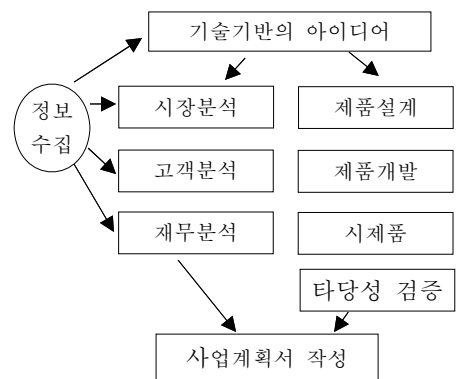 기술기반의 아이디어
정보
수집
시장분석
제품설계
고객분석
제품개발
재무분석
시제품
타당성 검증
사업계획서 작성